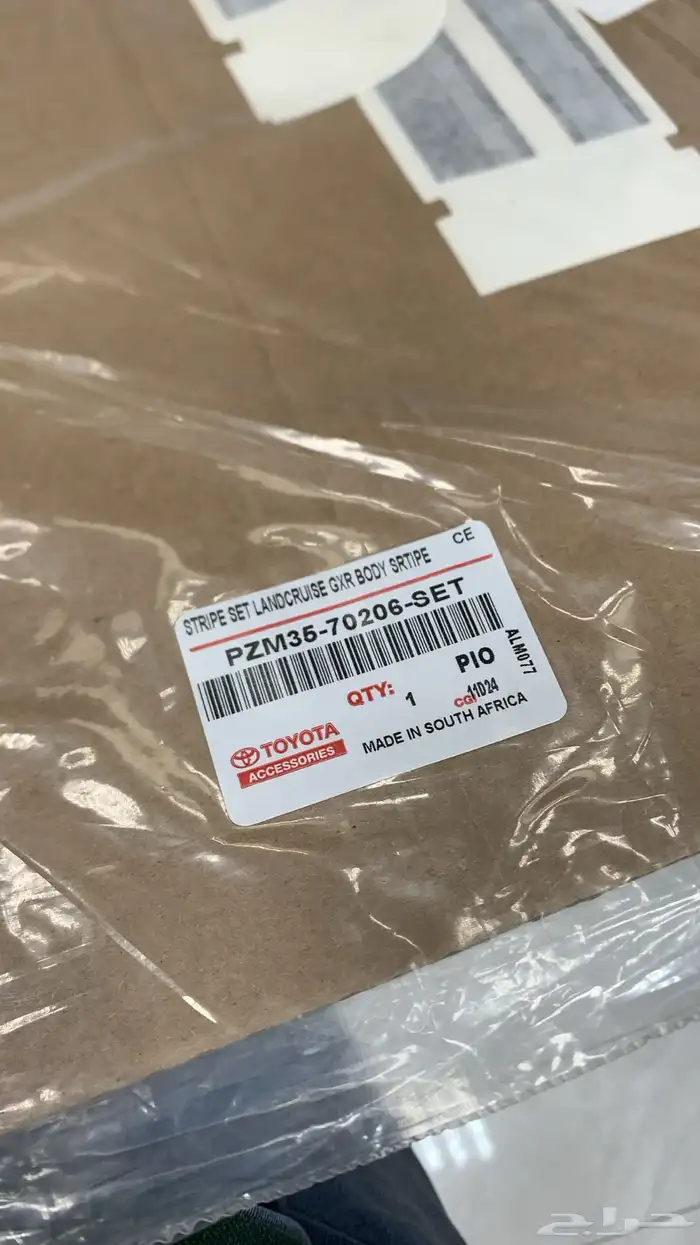 STRIPE SET LANDCRUISE GXR BODY SRTIPE
CE
PZM35-70206-SET
QTY: 1
PIO
ALM077
CGI
11D24
TOYOTA
ACCESSORIES
MADE IN SOUTH AFRICA
حراج